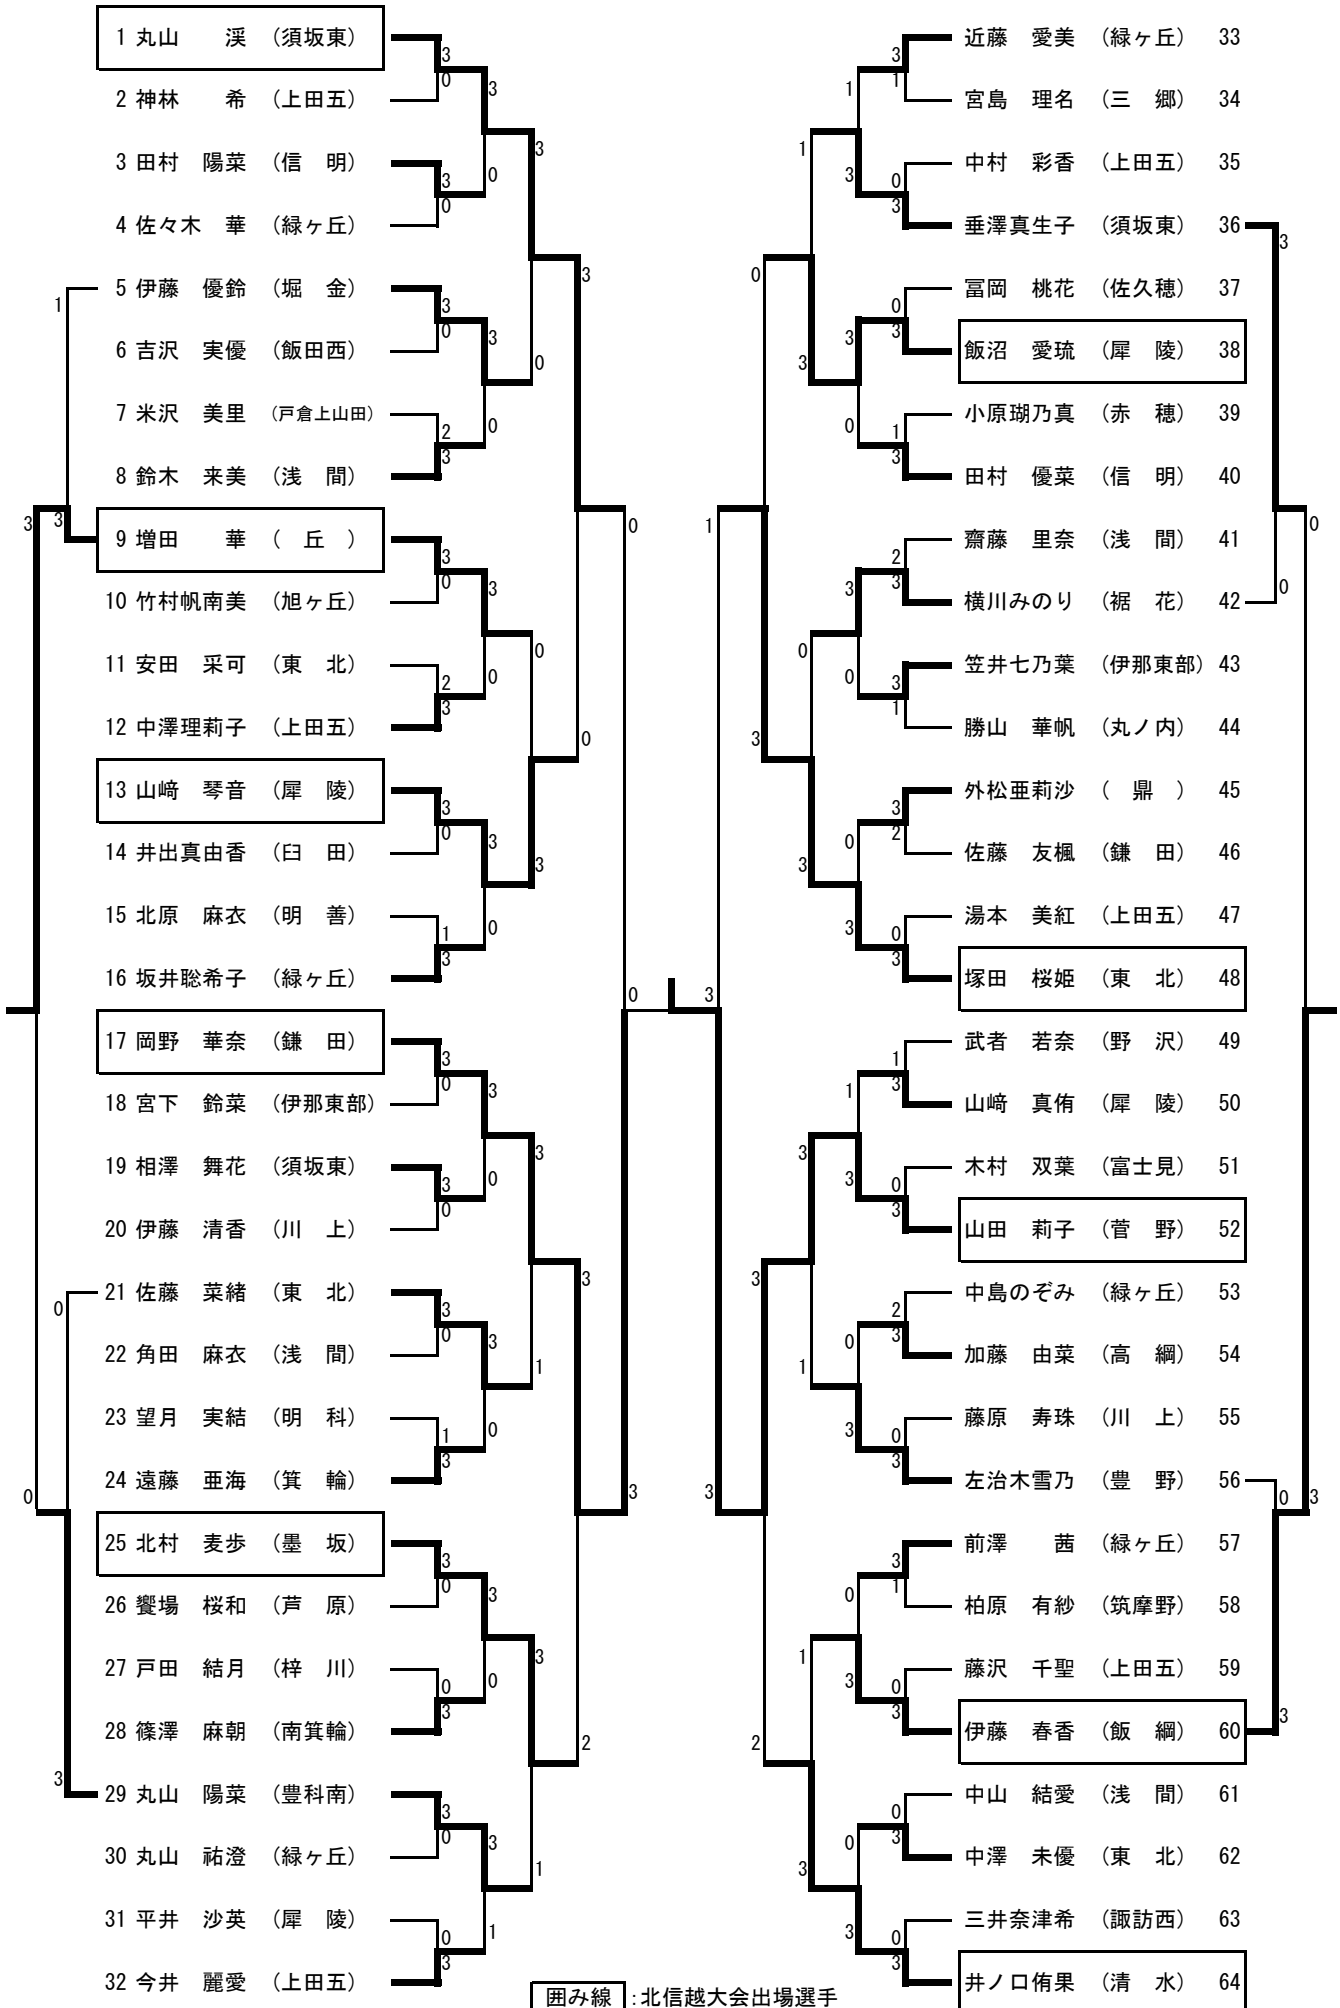 1 丸山　　渓 （須坂東）
2 神林　　希 （上田五）
3 田村　陽菜 （信　明）
4 佐々木　華 （緑ヶ丘）
5 伊藤　優鈴 （堀　金）
6 吉沢　実優 （飯田西）
7 米沢　美里 （戸倉上山田）
8 鈴木　来美 （浅　間）
9 増田　　華 （　丘　）
10 竹村帆南美 （旭ヶ丘）
11 安田　采可 （東　北）
12 中澤理莉子 （上田五）
13 山﨑　琴音 （犀　陵）
14 井出真由香 （臼　田）
15 北原　麻衣 （明　善）
16 坂井聡希子 （緑ヶ丘）
17 岡野　華奈 （鎌　田）
18 宮下　鈴菜 （伊那東部）
19 相澤　舞花 （須坂東）
20 伊藤　清香 （川　上）
21 佐藤　菜緒 （東　北）
22 角田　麻衣 （浅　間）
23 望月　実結 （明　科）
24 遠藤　亜海 （箕　輪）
25 北村　麦歩 （墨　坂）
26 饗場　桜和 （芦　原）
27 戸田　結月 （梓　川）
28 篠澤　麻朝 （南箕輪）
29 丸山　陽菜 （豊科南）
30 丸山　祐澄 （緑ヶ丘）
31 平井　沙英 （犀　陵）
32 今井　麗愛 （上田五）
近藤　愛美 （緑ヶ丘） 33
宮島　理名 （三　郷） 34
中村　彩香 （上田五） 35
垂澤真生子 （須坂東） 36
冨岡　桃花 （佐久穂） 37
飯沼　愛琉 （犀　陵） 38
小原瑚乃真 （赤　穂） 39
田村　優菜 （信　明） 40
齋藤　里奈 （浅　間） 41
横川みのり （裾　花） 42
笠井七乃葉 （伊那東部） 43
勝山　華帆 （丸ノ内） 44
外松亜莉沙 （　鼎　） 45
佐藤　友楓 （鎌　田） 46
湯本　美紅 （上田五） 47
塚田　桜姫 （東　北） 48
武者　若奈 （野　沢） 49
山﨑　真侑 （犀　陵） 50
木村　双葉 （富士見） 51
山田　莉子 （菅　野） 52
中島のぞみ （緑ヶ丘） 53
加藤　由菜 （高　綱） 54
藤原　寿珠 （川　上） 55
左治木雪乃 （豊　野） 56
前澤　　茜 （緑ヶ丘） 57
柏原　有紗 （筑摩野） 58
藤沢　千聖 （上田五） 59
伊藤　春香 （飯　綱） 60
中山　結愛 （浅　間） 61
中澤　未優 （東　北） 62
三井奈津希 （諏訪西） 63
井ノ口侑果 （清　水） 64
囲み線 ：北信越大会出場選手